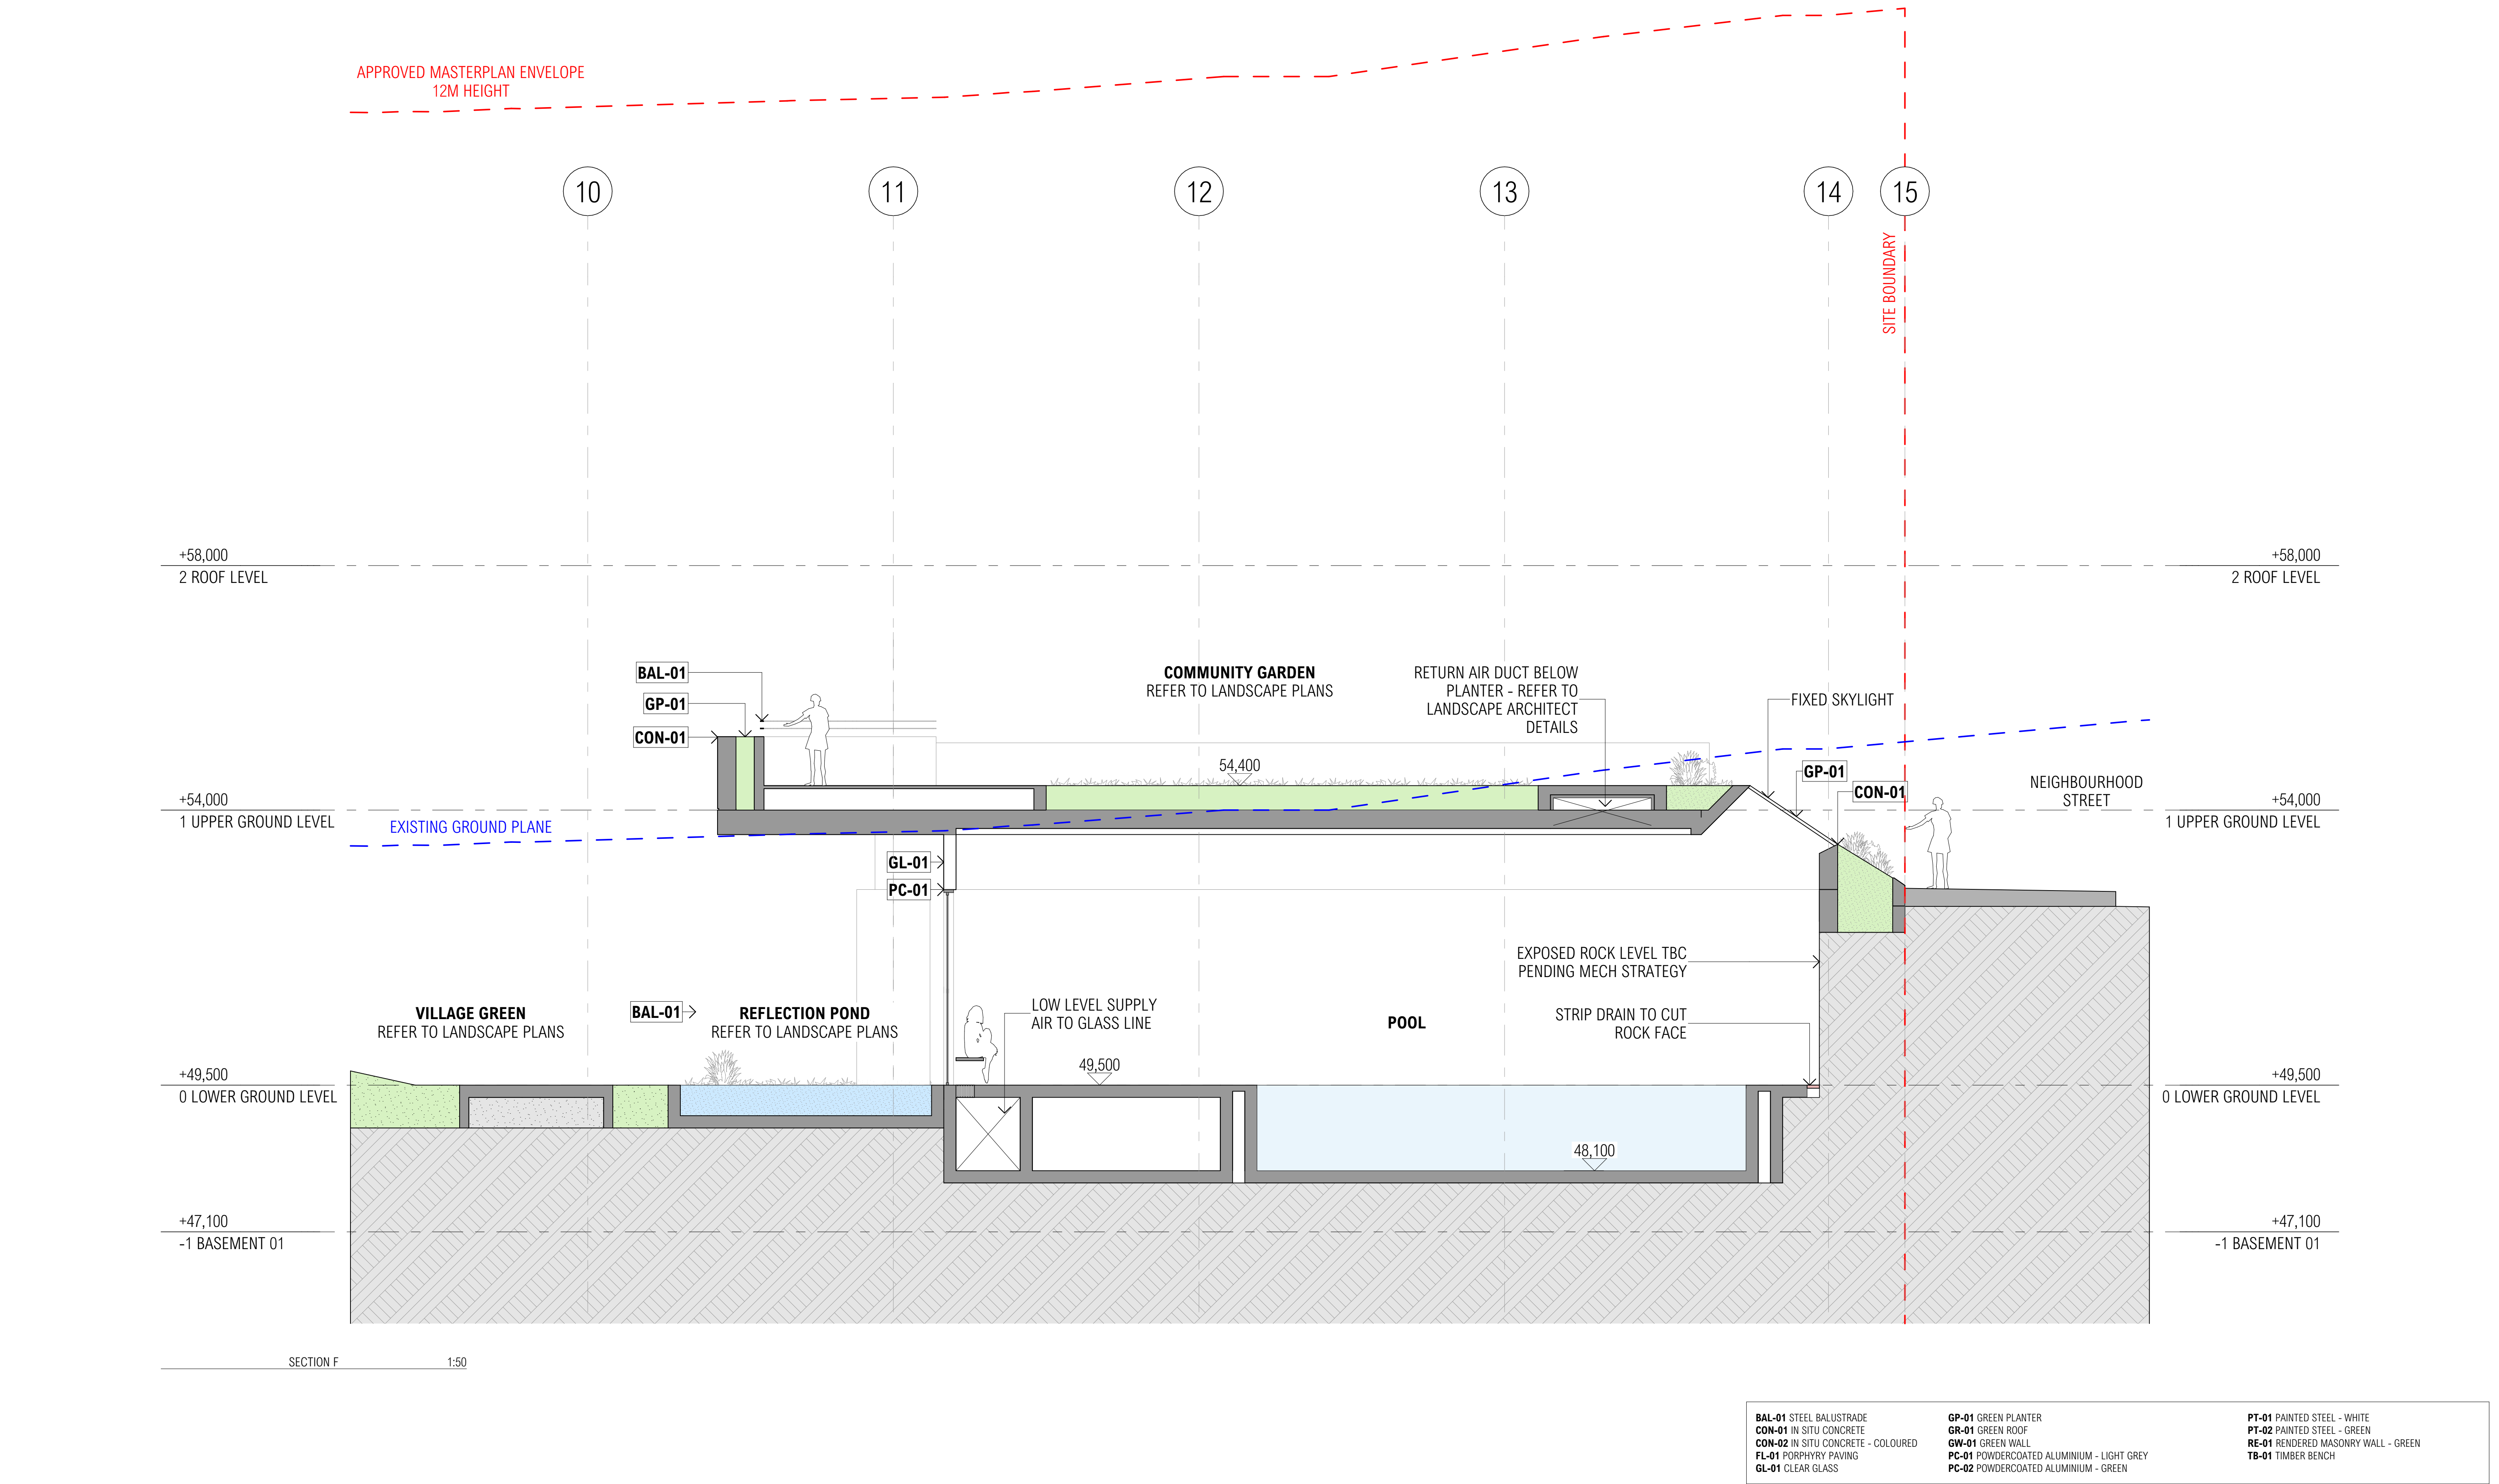 APPROVED MASTERPLAN ENVELOPE
12M HEIGHT
10
11
12
13
14
15
SITE BOUNDARY
+58,000
2 ROOF LEVEL
+58,000
2 ROOF LEVEL
BAL-01
GP-01
CON-01
COMMUNITY GARDEN
REFER TO LANDSCAPE PLANS
RETURN AIR DUCT BELOW
PLANTER - REFER TO
LANDSCAPE ARCHITECT
DETAILS
FIXED SKYLIGHT
54,400
GP-01
CON-01
NEIGHBOURHOOD
STREET
+54,000
1 UPPER GROUND LEVEL
EXISTING GROUND PLANE
+54,000
1 UPPER GROUND LEVEL
GL-01
PC-01
EXPOSED ROCK LEVEL TBC
PENDING MECH STRATEGY
VILLAGE GREEN
REFER TO LANDSCAPE PLANS
BAL-01
REFLECTION POND
REFER TO LANDSCAPE PLANS
LOW LEVEL SUPPLY
AIR TO GLASS LINE
POOL
STRIP DRAIN TO CUT
ROCK FACE
49,500
+49,500
0 LOWER GROUND LEVEL
+49,500
0 LOWER GROUND LEVEL
48,100
+47,100
-1 BASEMENT 01
+47,100
-1 BASEMENT 01
SECTION F 1:50
BAL-01 STEEL BALUSTRADE
CON-01 IN SITU CONCRETE
CON-02 IN SITU CONCRETE - COLOURED
FL-01 PORPHYRY PAVING
GL-01 CLEAR GLASS
GP-01 GREEN PLANTER
GR-01 GREEN ROOF
GW-01 GREEN WALL
PC-01 POWDERCOATED ALUMINIUM - LIGHT GREY
PC-02 POWDERCOATED ALUMINIUM - GREEN
PT-01 PAINTED STEEL - WHITE
PT-02 PAINTED STEEL - GREEN
RE-01 RENDERED MASONRY WALL - GREEN
TB-01 TIMBER BENCH